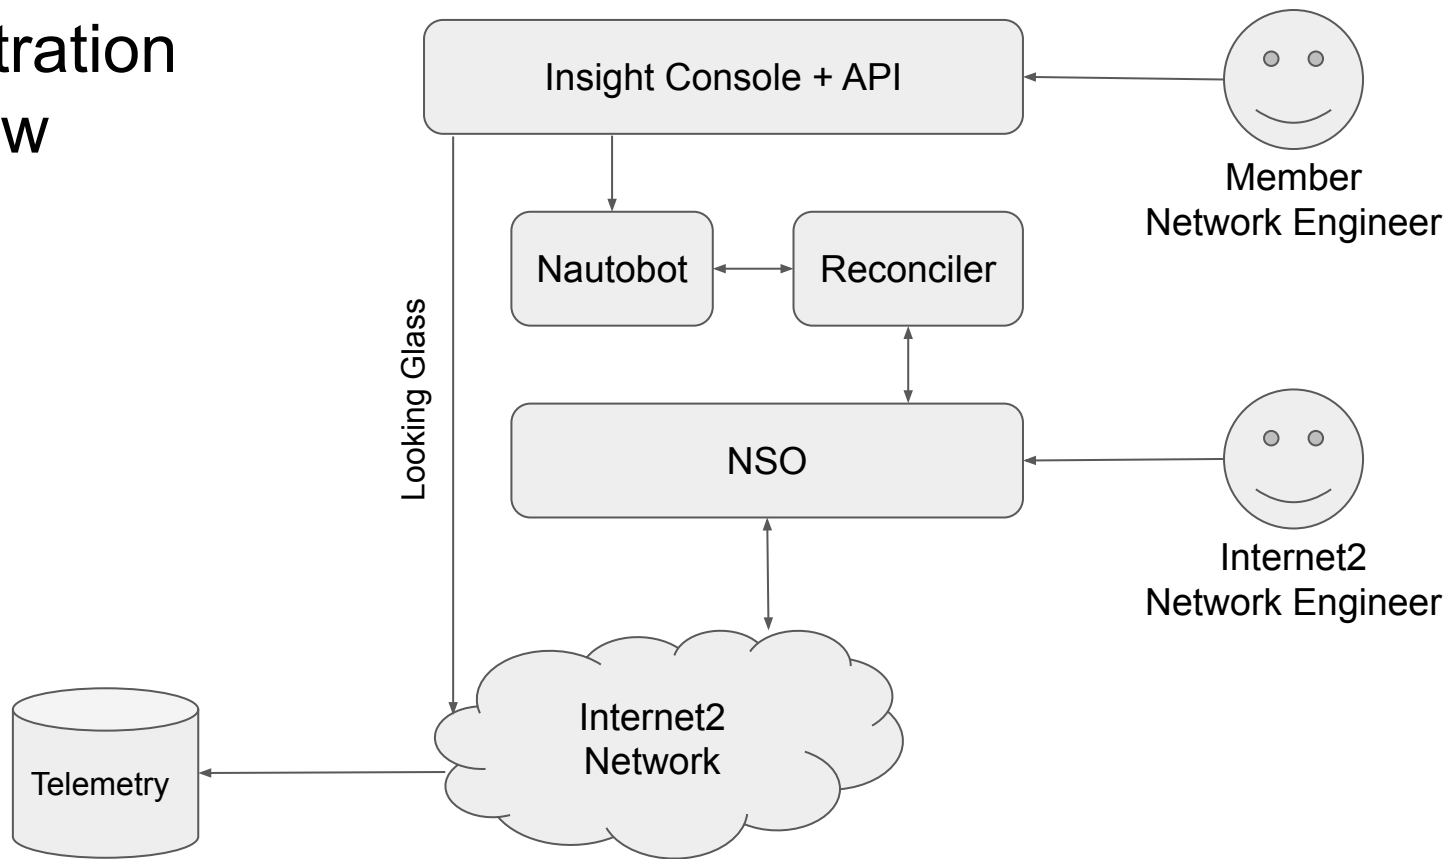 tration
w
Insight Console + API
Member
Network Engineer
Nautobot
Reconciler
Looking Glass
NSO
Internet2
Network Engineer
Internet2
Network
Telemetry